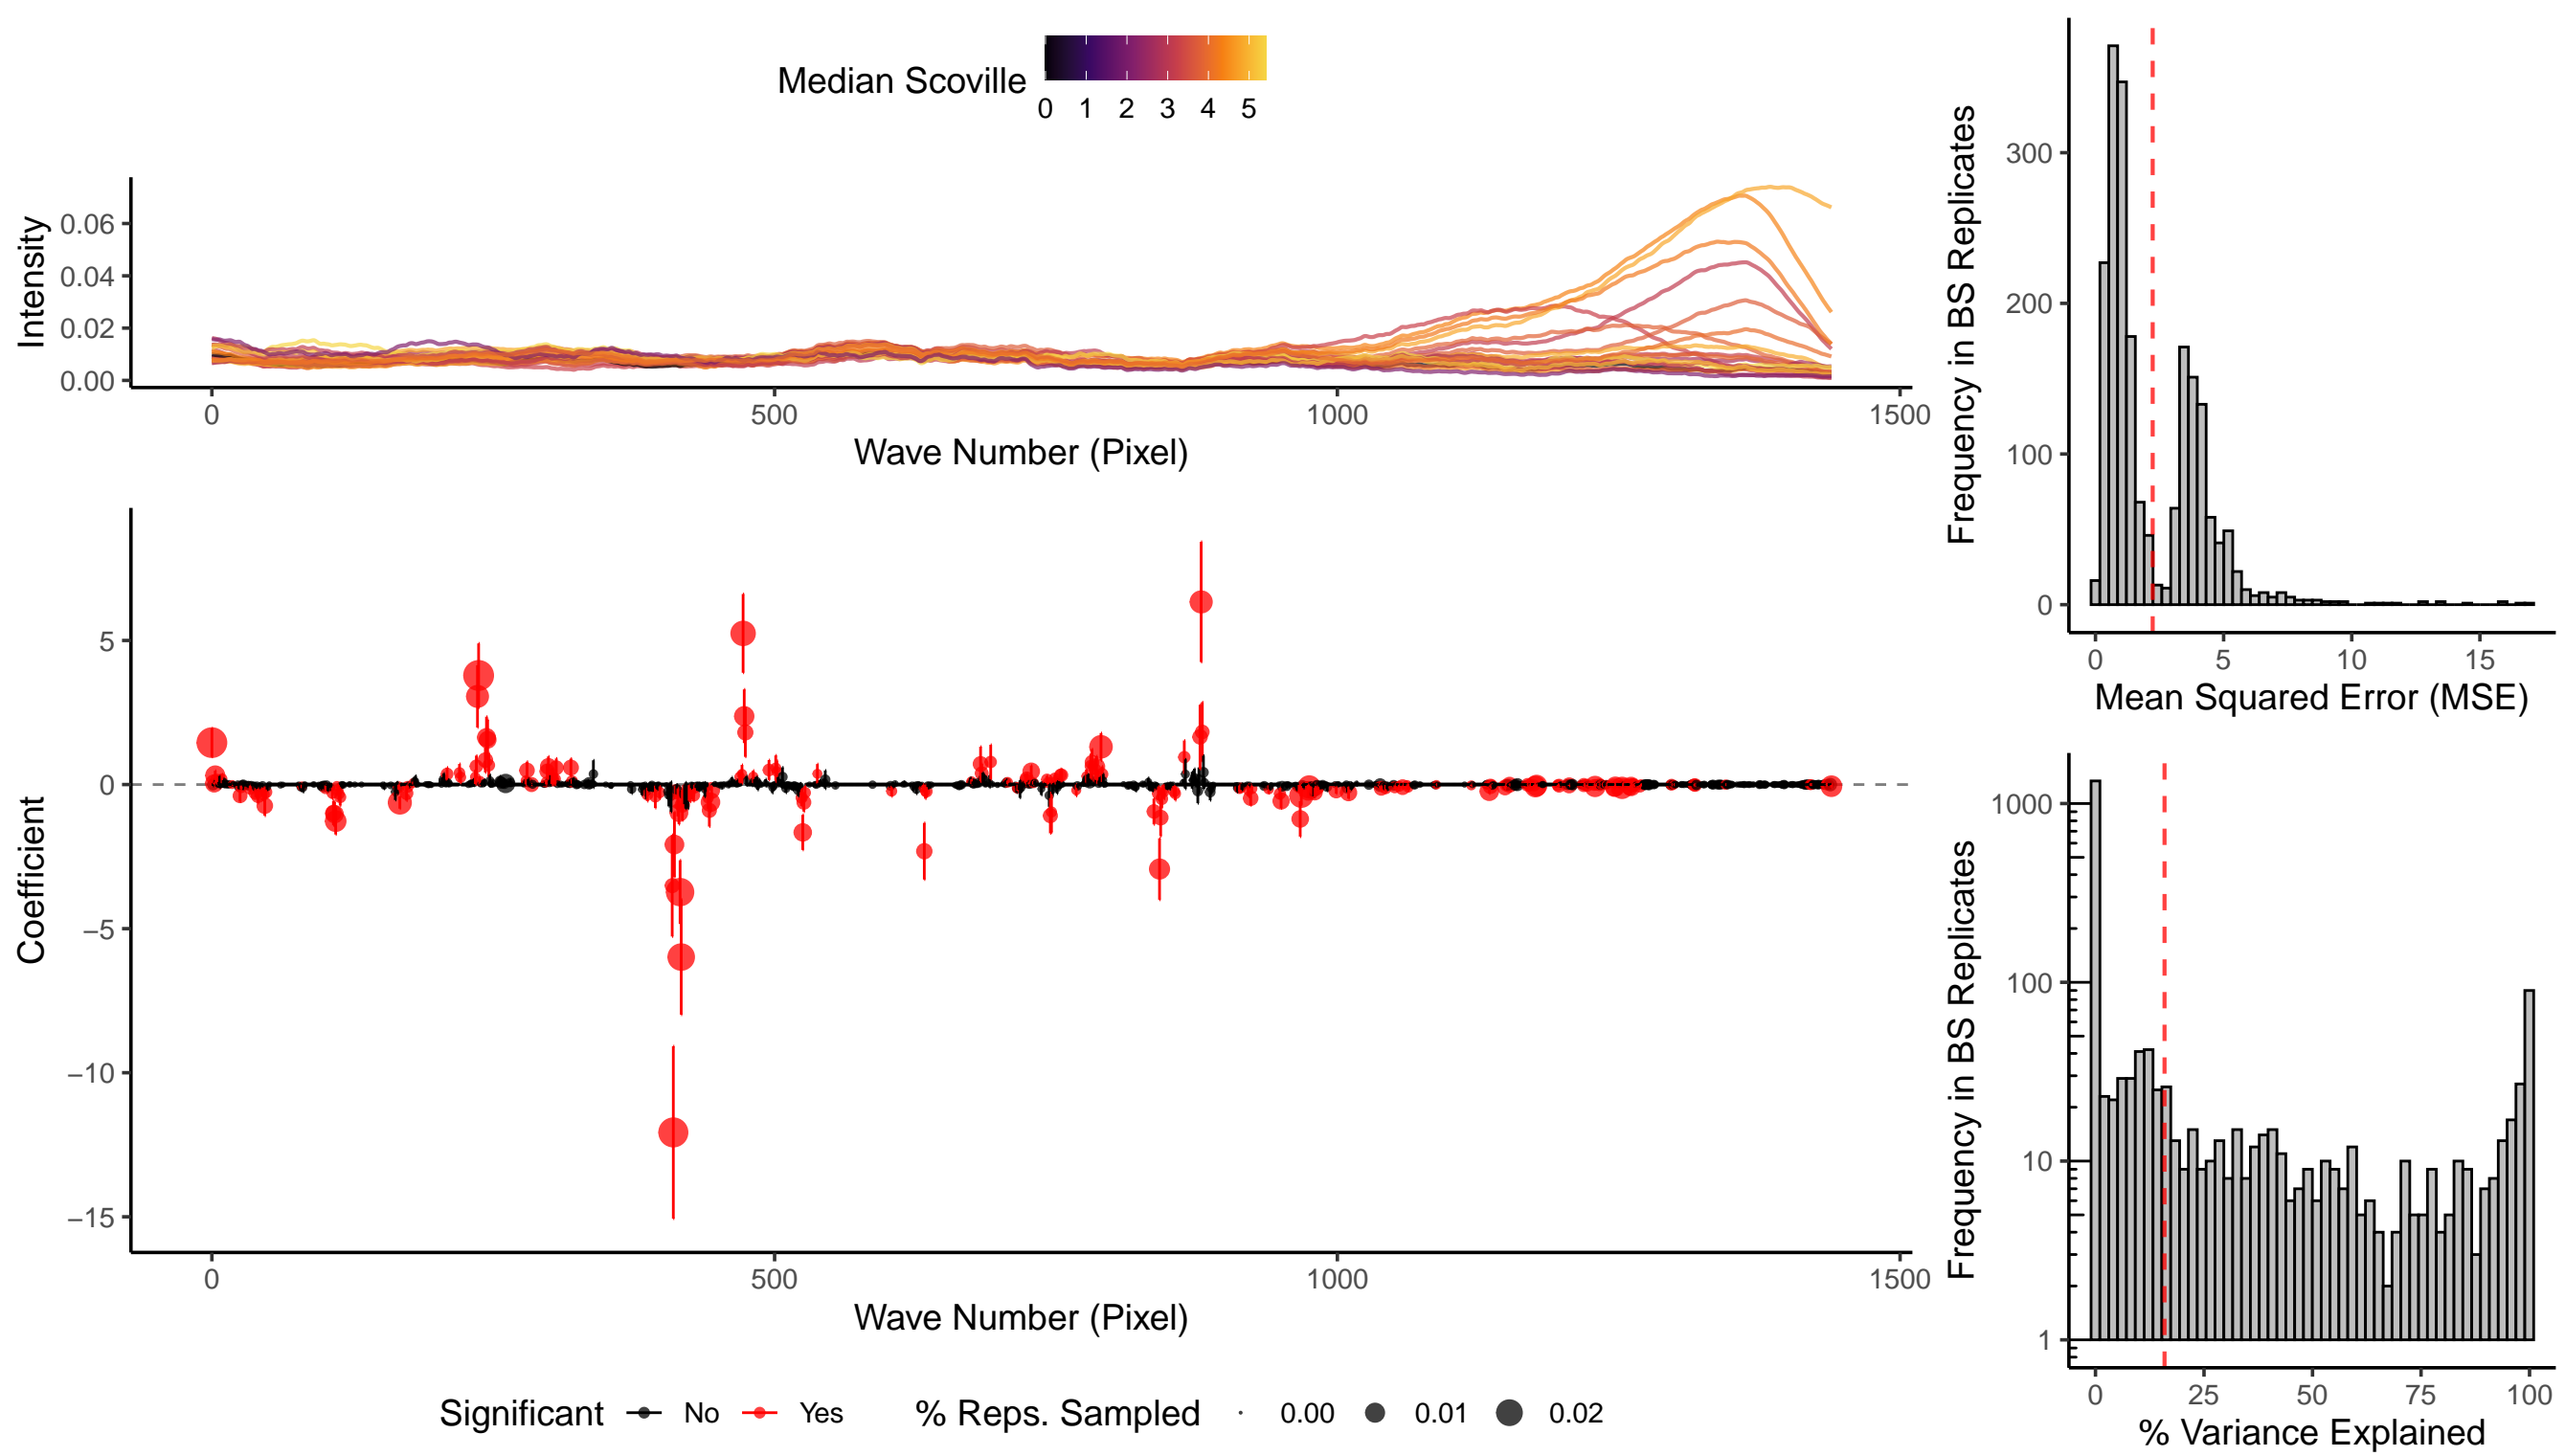 Median Scoville
0 1 2 3 4 5
Intensity
0.06
0.04
0.02
0.00
0 500 1000 1500
Wave Number (Pixel)
Coefficient
5
0
−5
−10
−15
0 500 1000 1500
Wave Number (Pixel)
Significant No Yes % Reps. Sampled 0.00 0.01 0.02
Frequency in BS Replicates
300
200
100
0
0 5 10 15
Mean Squared Error (MSE)
Frequency in BS Replicates
1000
100
10
1
0 25 50 75 100
% Variance Explained